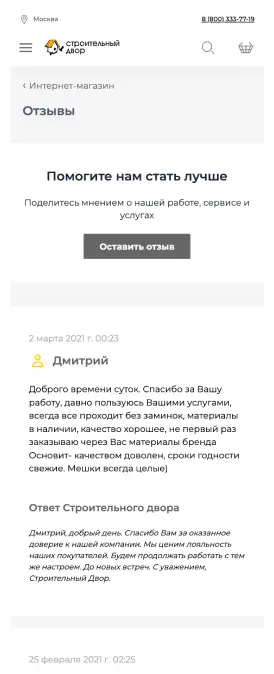 Москва
8 (800) 333-77-19
строительный
двор
‹ Интернет-магазин
Отзывы
Помогите нам стать лучше
Поделитесь мнением о нашей работе, сервисе и
услугах
Оставить отзыв
2 марта 2021 г. 00:23
Дмитрий
Доброго времени суток. Спасибо за Вашу
работу, давно пользуюсь Вашими услугами,
всегда все проходит без заминок, материалы
в наличии, качество хорошее, не первый раз
заказываю через Вас материалы бренда
Основит- качеством доволен, сроки годности
свежие. Мешки всегда целые)
Ответ Строительного двора
Дмитрий, добрый день. Спасибо Вам за оказанное
доверие к нашей компании. Мы ценим лояльность
наших покупателей. Будем продолжать работать с тем
же настроем. До новых встреч. С уважением,
Строительный Двор.
25 февраля 2021 г. 02:25